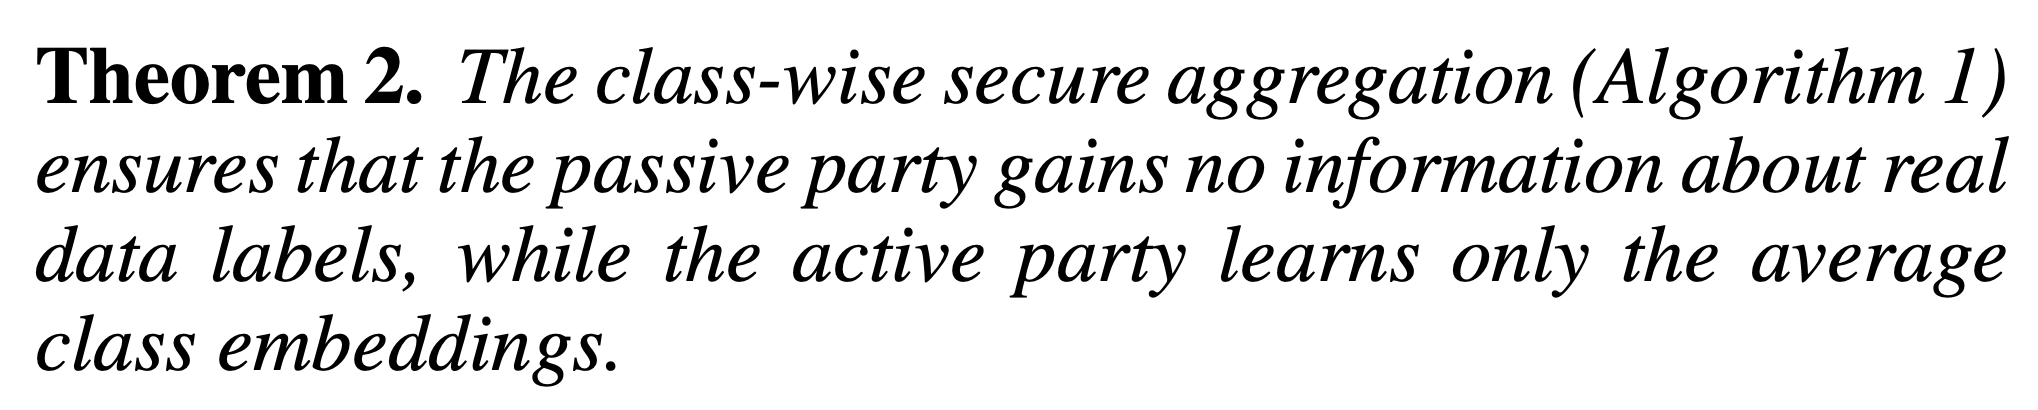 Theorem 2. The class-wise secure aggregation (Algorithm 1)
ensures that the passive party gains no information about real
data labels, while the active party learns only the average
class embeddings.